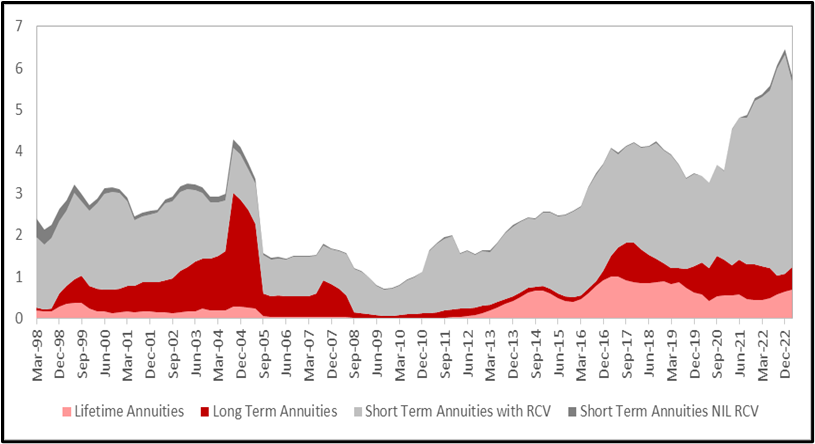 7
6
5
4
3
2
1
0
Mar-98
Dec-98
Sep-99
Jun-00
Mar-01
Dec-01
Sep-02
Jun-03
Mar-04
Dec-04
Sep-05
Jun-06
Mar-07
Dec-07
Sep-08
Jun-09
Mar-10
Dec-10
Sep-11
Jun-12
Mar-13
Dec-13
Sep-14
Jun-15
Mar-16
Dec-16
Sep-17
Jun-18
Mar-19
Dec-19
Sep-20
Jun-21
Mar-22
Dec-22
Lifetime Annuities Long Term Annuities Short Term Annuities with RCV Short Term Annuities NIL RCV